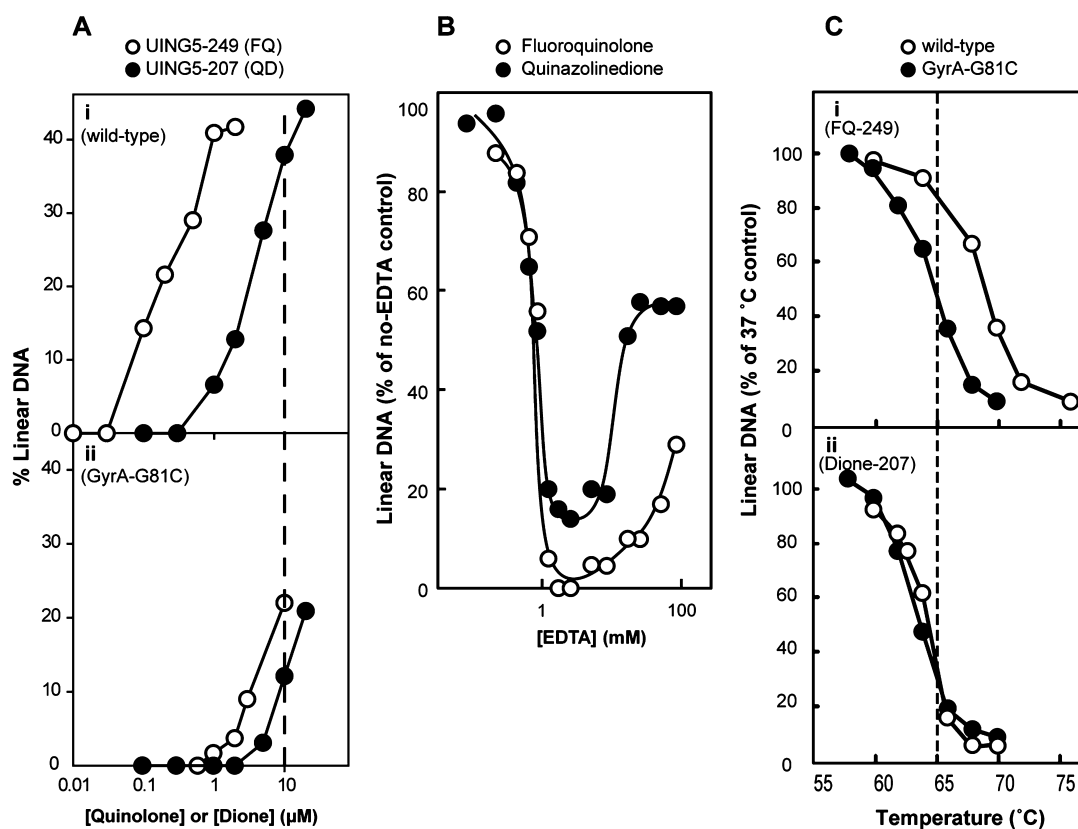 A
UING5-249 (FQ)
UING5-207 (QD)
i
(wild-type)
40
30
20
10
0
ii
(GyrA-G81C)
40
30
20
10
0
0.01
0.1
1
10
% Linear DNA
[Quinolone] or [Dione] (µM)
B
Fluoroquinolone
Quinazolinedione
100
80
60
40
20
0
1
100
Linear DNA (% of no-EDTA control)
[EDTA] (mM)
C
wild-type
GyrA-G81C
i
(FQ-249)
100
80
60
40
20
0
ii
(Dione-207)
100
80
60
40
20
0
55
60
65
70
75
Linear DNA (% of 37 ˚C control)
Temperature (˚C)